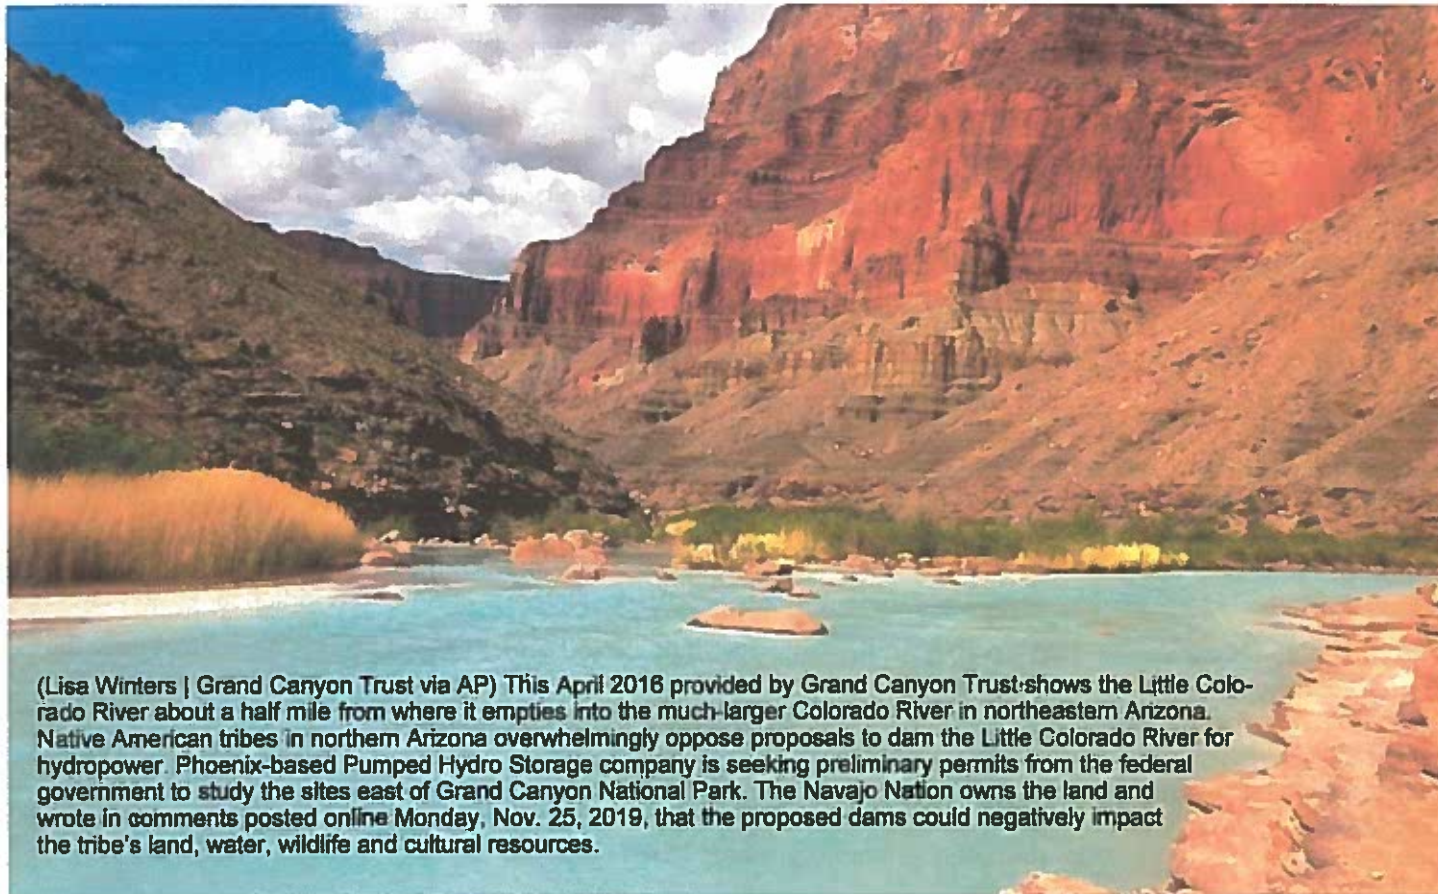 (Lisa Winters | Grand Canyon Trust via AP) This April 2016 provided by Grand Canyon Trust shows the Little Colo-
rado River about a half mile from where it empties into the much-larger Colorado River in northeastern Arizona.
Native American tribes in northern Arizona overwhelmingly oppose proposals to dam the Little Colorado River for
hydropower. Phoenix-based Pumped Hydro Storage company is seeking preliminary permits from the federal
government to study the sites east of Grand Canyon National Park. The Navajo Nation owns the land and
wrote in comments posted online Monday, Nov. 25, 2019, that the proposed dams could negatively impact
the tribe's land, water, wildlife and cultural resources.